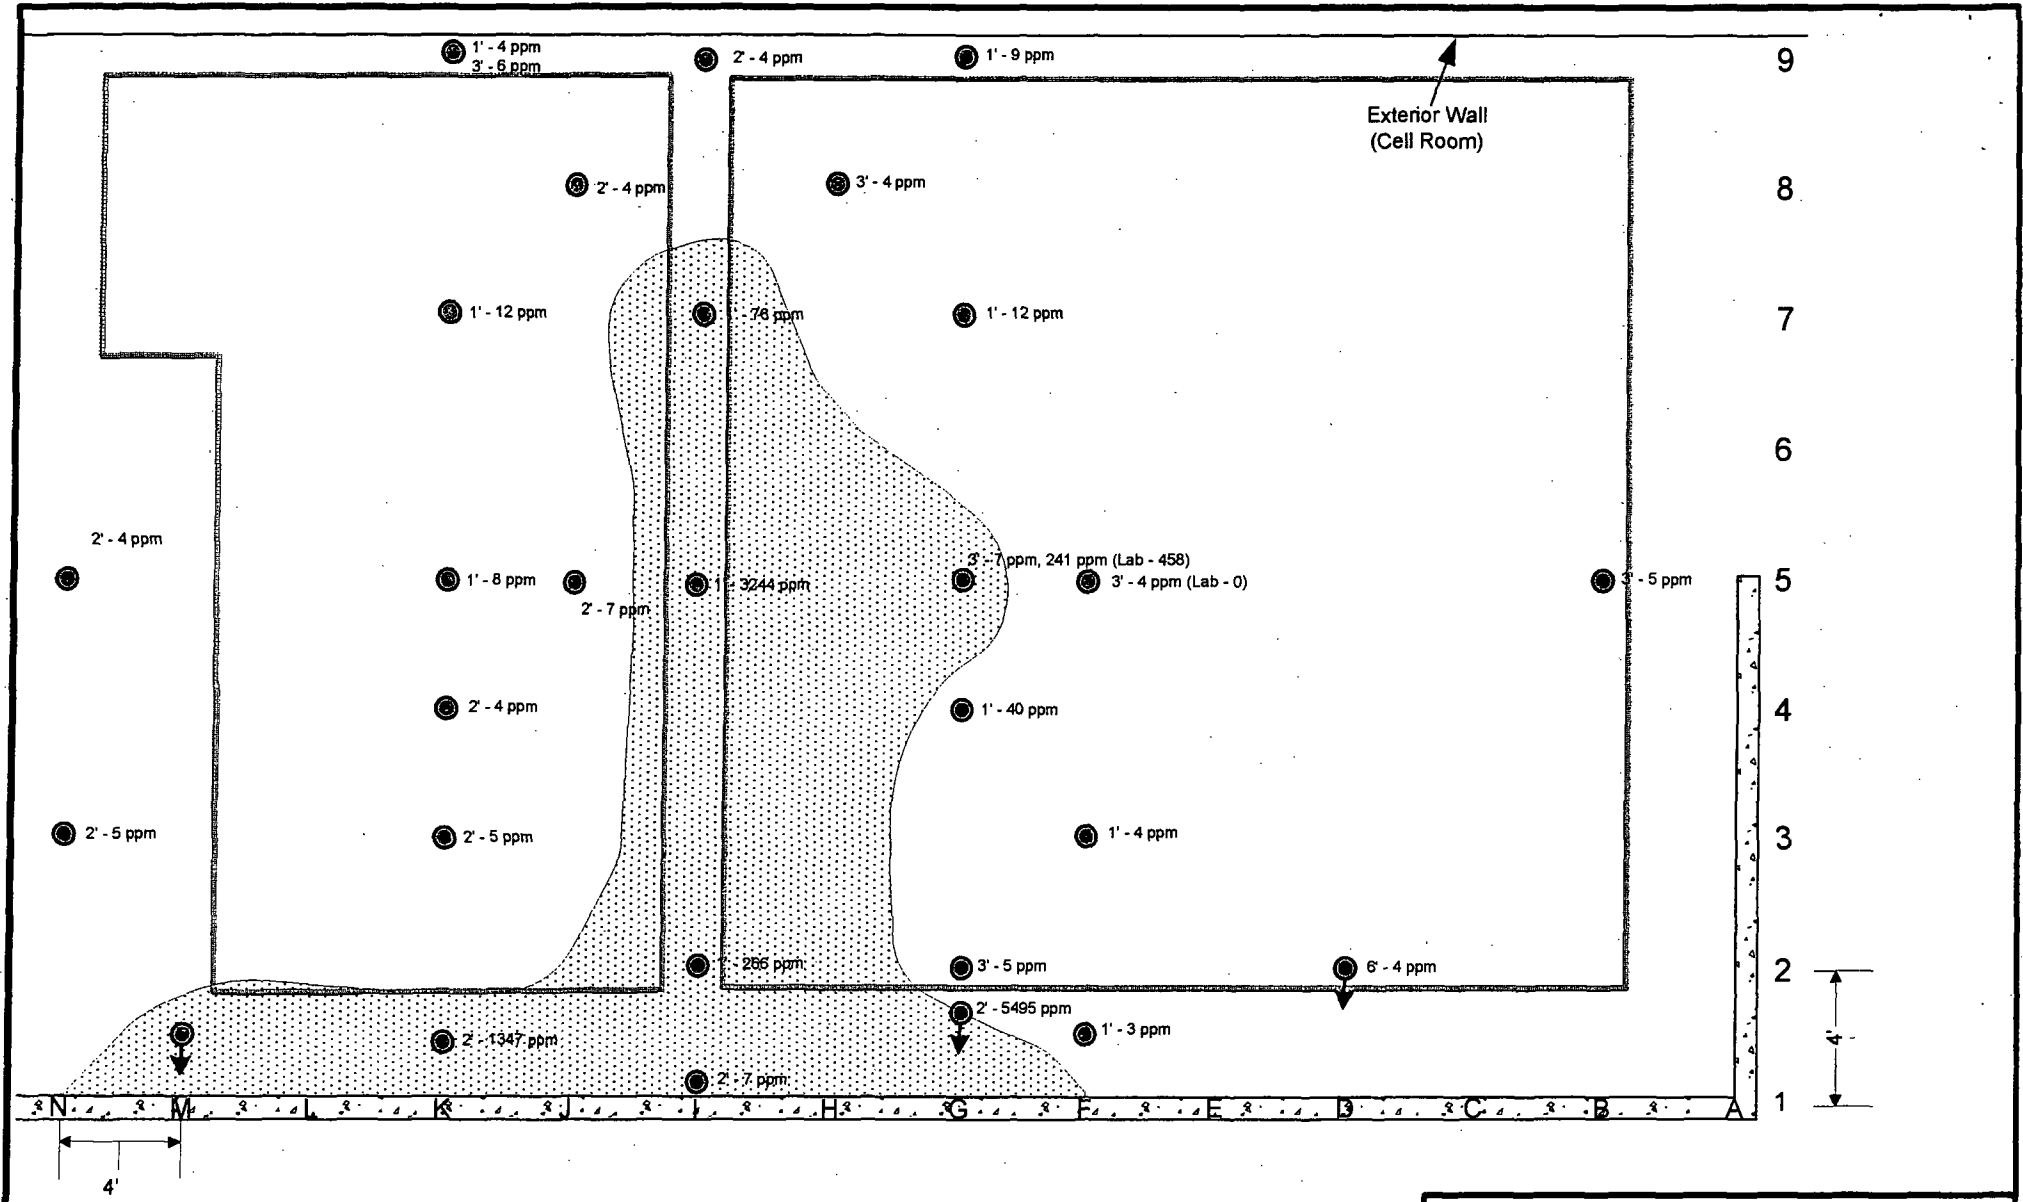 1' - 4 ppm
3' - 6 ppm
2' - 4 ppm
1' - 9 ppm
9
Exterior Wall
(Cell Room)
2' - 4 ppm
3' - 4 ppm
8
1' - 12 ppm
76 ppm
1' - 12 ppm
7
6
2' - 4 ppm
3' - 7 ppm, 241 ppm (Lab - 458)
1' - 8 ppm
1' - 3244 ppm
3' - 4 ppm (Lab - 0)
3' - 5 ppm
5
2' - 7 ppm
2' - 4 ppm
1' - 40 ppm
4
2' - 5 ppm
2' - 5 ppm
1' - 4 ppm
3
266 ppm
3' - 5 ppm
6' - 4 ppm
2
2' - 5495 ppm
2' - 1347 ppm
1' - 3 ppm
4'
2' - 7 ppm
N M L K J I H G F E D C B A 1
4'